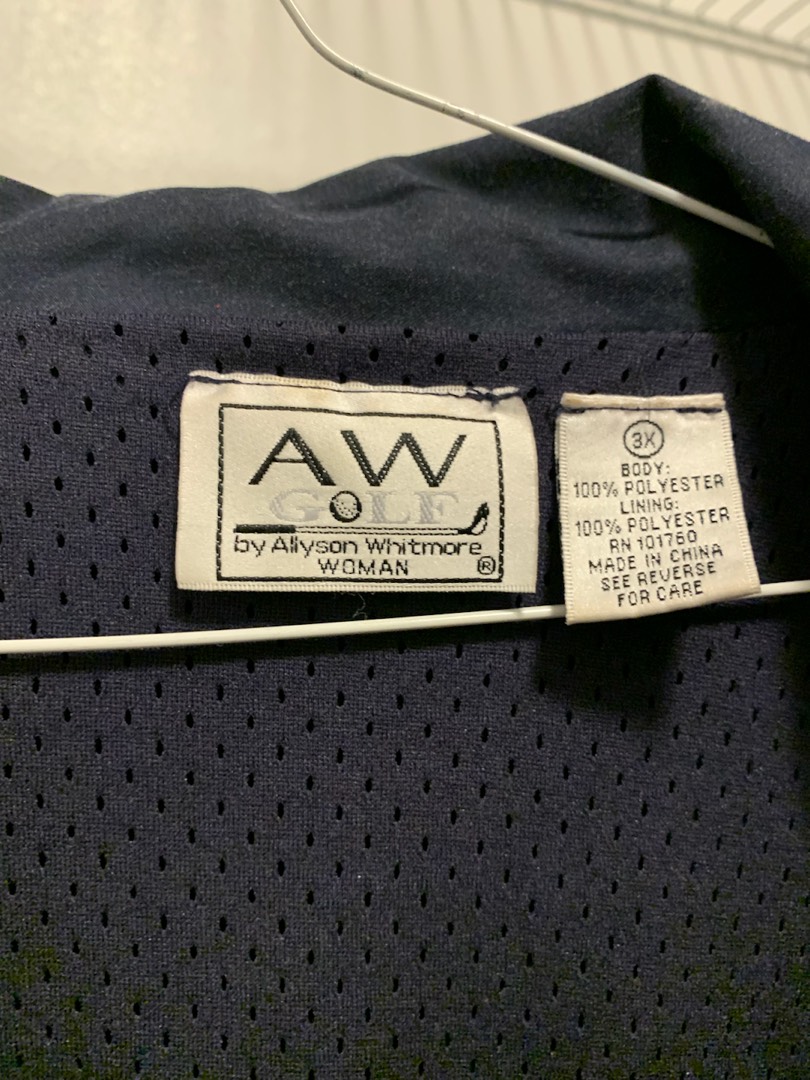 AW
GOLF
by Allyson Whitmore
WOMAN ®
3X
BODY:
100% POLYESTER
LINING:
100% POLYESTER
RN 101760
MADE IN CHINA
SEE REVERSE
FOR CARE